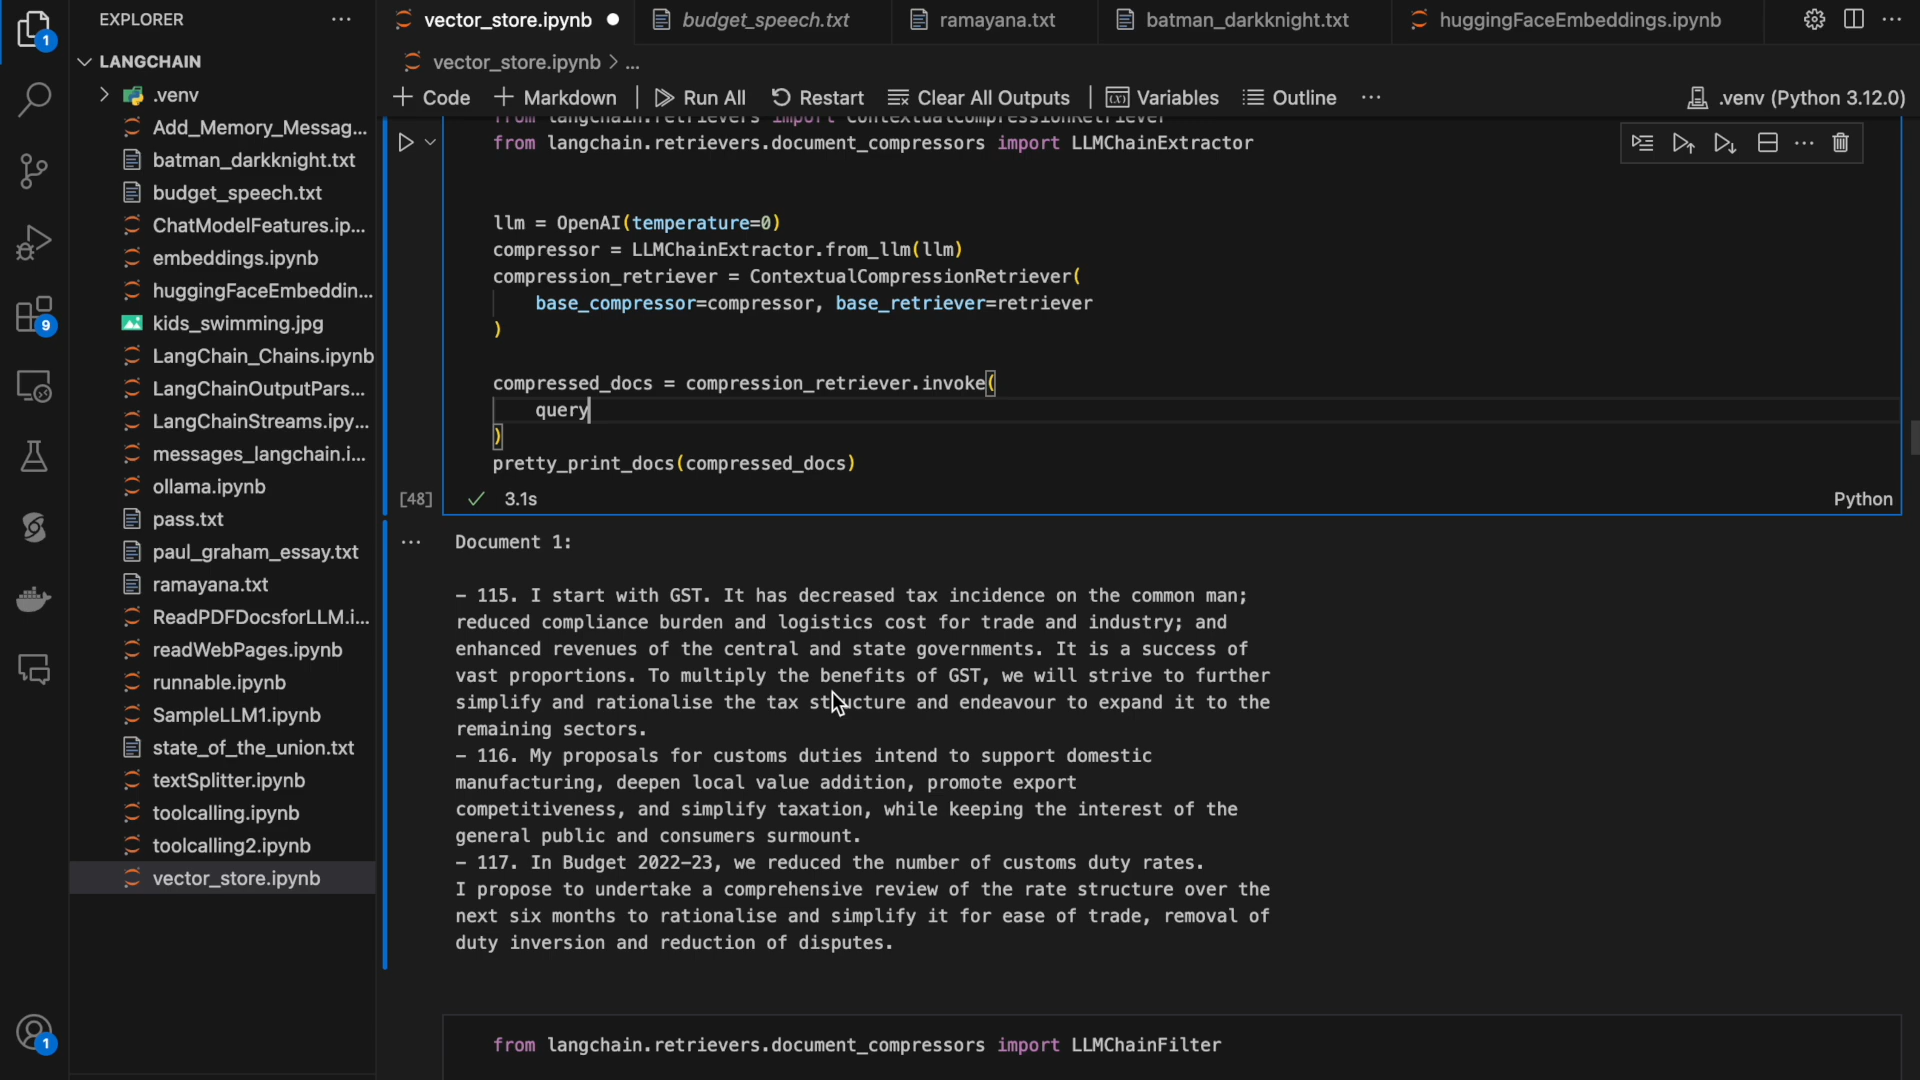 EXPLORER
LANGCHAIN
.venv
Add_Memory_Messag...
batman_darkknight.txt
budget_speech.txt
ChatModelFeatures.ip...
embeddings.ipynb
huggingFaceEmbeddin...
kids_swimming.jpg
LangChain_Chains.ipynb
LangChainOutputPars...
LangChainStreams.ipy...
messages_langchain.i...
ollama.ipynb
pass.txt
paul_graham_essay.txt
ramayana.txt
ReadPDFDocsforLLM.i...
readWebPages.ipynb
runnable.ipynb
SampleLLM1.ipynb
state_of_the_union.txt
textSplitter.ipynb
toolcalling.ipynb
toolcalling2.ipynb
vector_store.ipynb
1
9
1
vector_store.ipynb budget_speech.txt ramayana.txt batman_darkknight.txt huggingFaceEmbeddings.ipynb
vector_store.ipynb > ...
+ Code + Markdown Run All Restart Clear All Outputs Variables Outline ... .venv (Python 3.12.0)
from langchain.retrievers import ContextualCompressionRetriever
from langchain.retrievers.document_compressors import LLMChainExtractor
llm = OpenAI(temperature=0)
compressor = LLMChainExtractor.from_llm(llm)
compression_retriever = ContextualCompressionRetriever(
base_compressor=compressor, base_retriever=retriever
)
compressed_docs = compression_retriever.invoke(
query
)
pretty_print_docs(compressed_docs)
[48] 3.1s Python
Document 1:
– 115. I start with GST. It has decreased tax incidence on the common man;
reduced compliance burden and logistics cost for trade and industry; and
enhanced revenues of the central and state governments. It is a success of
vast proportions. To multiply the benefits of GST, we will strive to further
simplify and rationalise the tax structure and endeavour to expand it to the
remaining sectors.
– 116. My proposals for customs duties intend to support domestic
manufacturing, deepen local value addition, promote export
competitiveness, and simplify taxation, while keeping the interest of the
general public and consumers surmount.
– 117. In Budget 2022–23, we reduced the number of customs duty rates.
I propose to undertake a comprehensive review of the rate structure over the
next six months to rationalise and simplify it for ease of trade, removal of
duty inversion and reduction of disputes.
from langchain.retrievers.document_compressors import LLMChainFilter